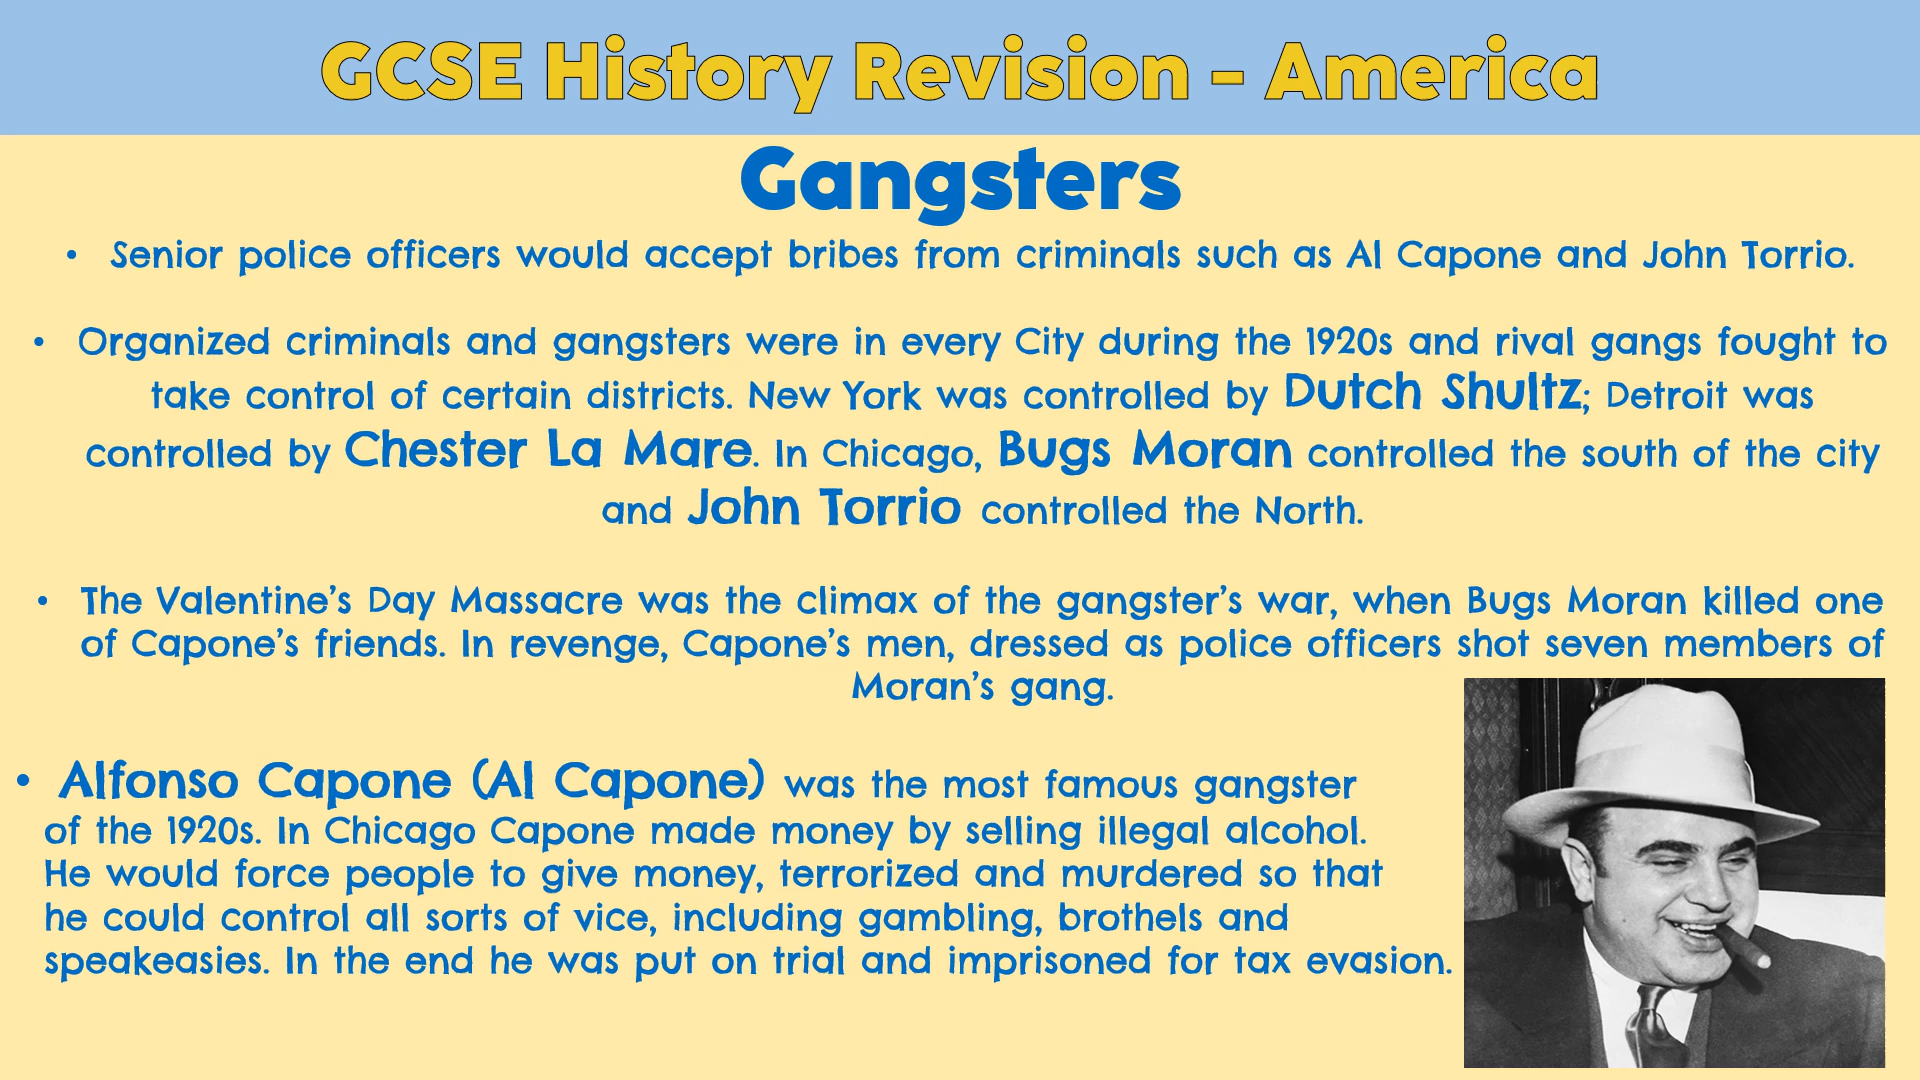 GCSE History Revision - America
Gangsters
• Senior police officers would accept bribes from criminals such as Al Capone and John Torrio.
• Organized criminals and gangsters were in every City during the 1920s and rival gangs fought to
take control of certain districts. New York was controlled by Dutch Shultz; Detroit was
controlled by Chester La Mare. In Chicago, Bugs Moran controlled the south of the city
and John Torrio controlled the North.
• The Valentine’s Day Massacre was the climax of the gangster’s war, when Bugs Moran killed one
of Capone’s friends. In revenge, Capone’s men, dressed as police officers shot seven members of
Moran’s gang.
• Alfonso Capone (Al Capone) was the most famous gangster
of the 1920s. In Chicago Capone made money by selling illegal alcohol.
He would force people to give money, terrorized and murdered so that
he could control all sorts of vice, including gambling, brothels and
speakeasies. In the end he was put on trial and imprisoned for tax evasion.